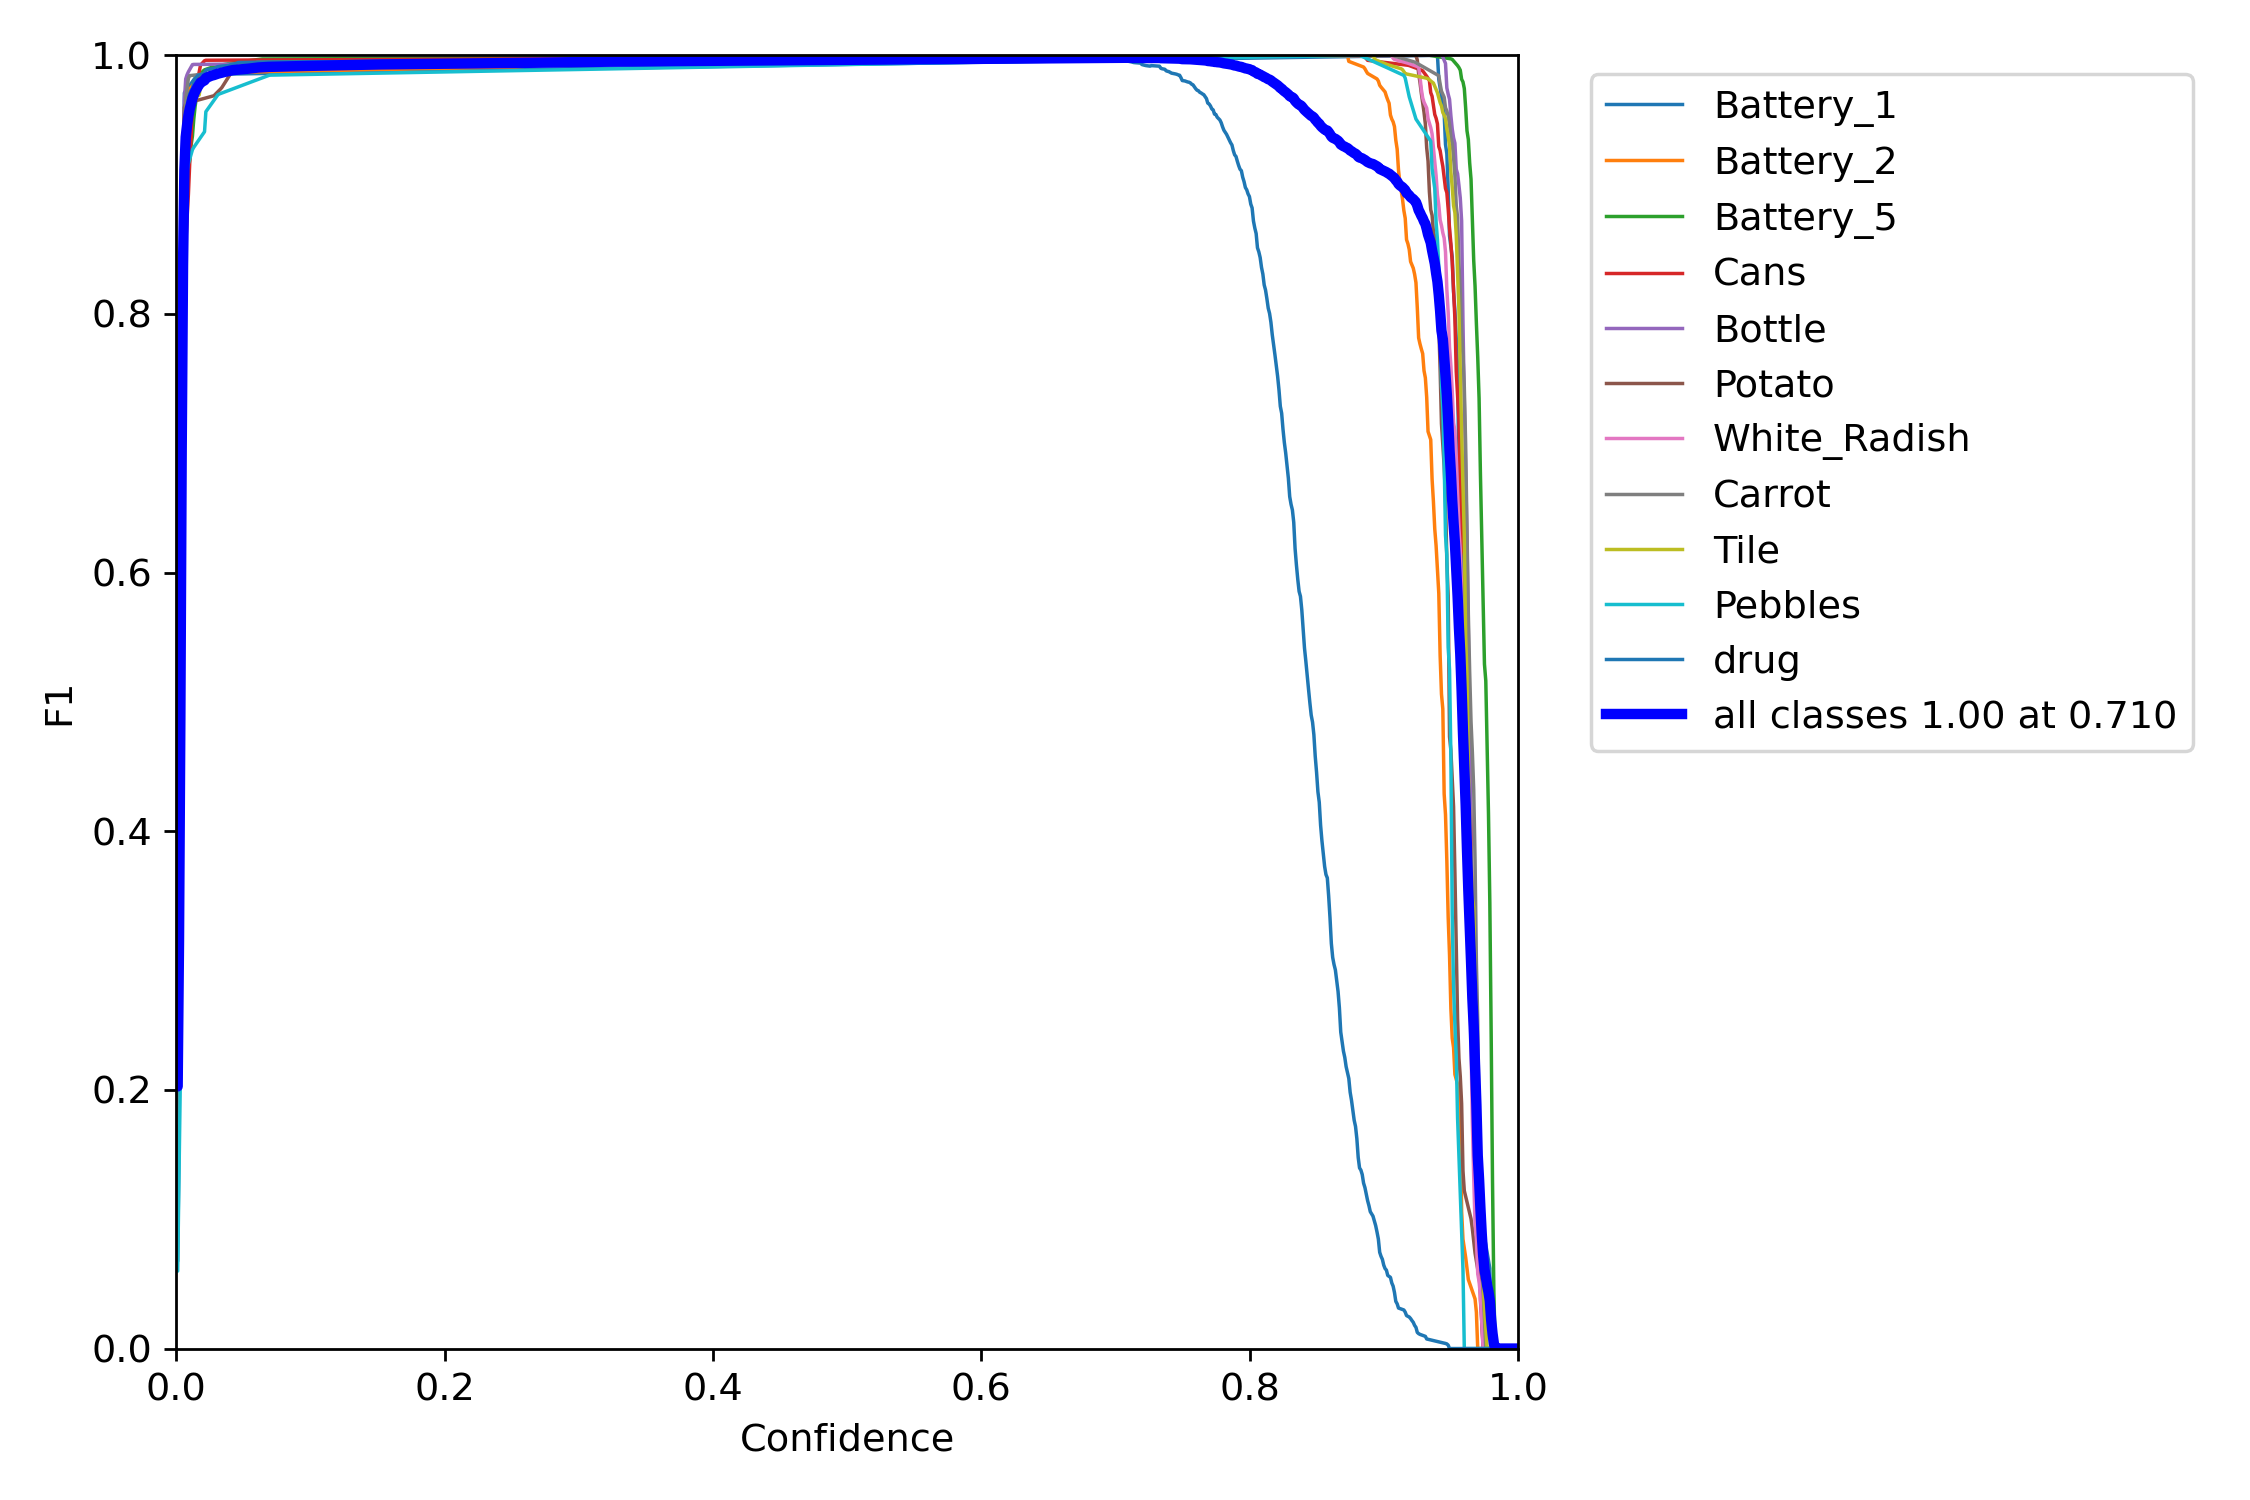 1.0
0.8
0.6
0.4
0.2
0.0
F1
0.0 0.2 0.4 0.6 0.8 1.0
Confidence
Battery_1
Battery_2
Battery_5
Cans
Bottle
Potato
White_Radish
Carrot
Tile
Pebbles
drug
all classes 1.00 at 0.710